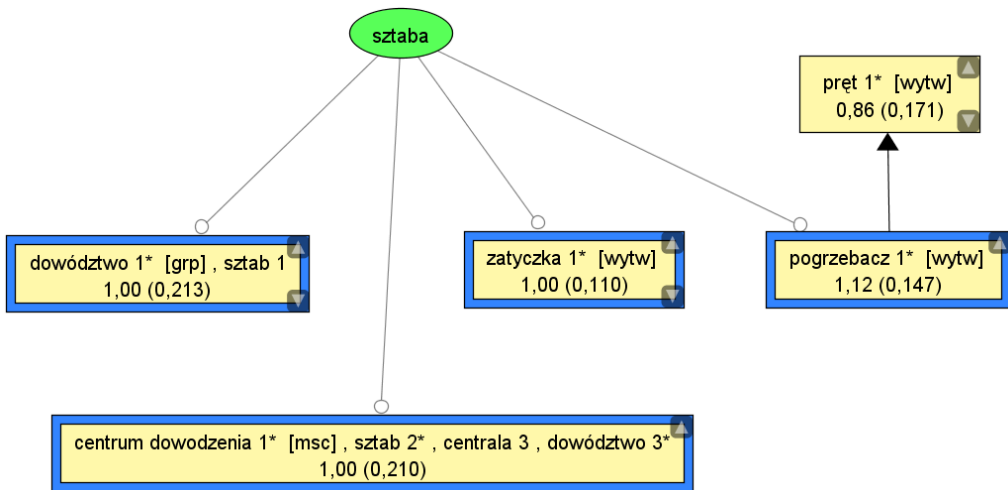 sztaba
pręt 1* [wytw]
0,86 (0,171)
dowództwo 1* [grp] , sztab 1
1,00 (0,213)
zatyczka 1* [wytw]
1,00 (0,110)
pogrzebacz 1* [wytw]
1,12 (0,147)
centrum dowodzenia 1* [msc] , sztab 2* , centrala 3 , dowództwo 3*
1,00 (0,210)